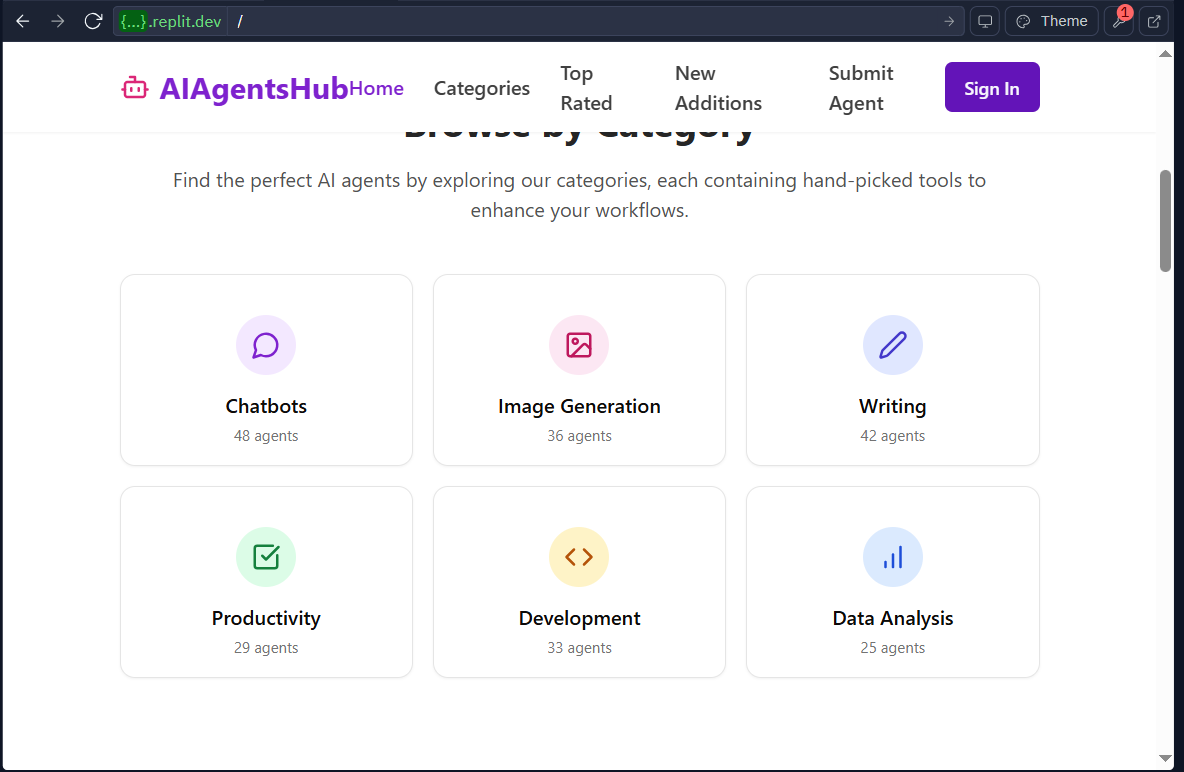 {...}.replit.dev /
Theme
1
AIAgentsHub
Home
Categories
Top
Rated
New
Additions
Submit
Agent
Sign In
Browse by Category
Find the perfect AI agents by exploring our categories, each containing hand-picked tools to
enhance your workflows.
Chatbots
48 agents
Image Generation
36 agents
Writing
42 agents
Productivity
29 agents
Development
33 agents
Data Analysis
25 agents